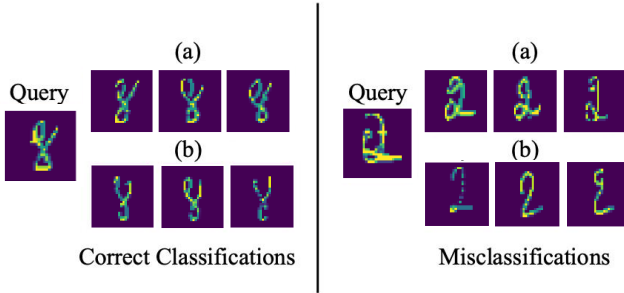 (a)
Query
(b)
Correct Classifications
(a)
Query
(b)
Misclassifications